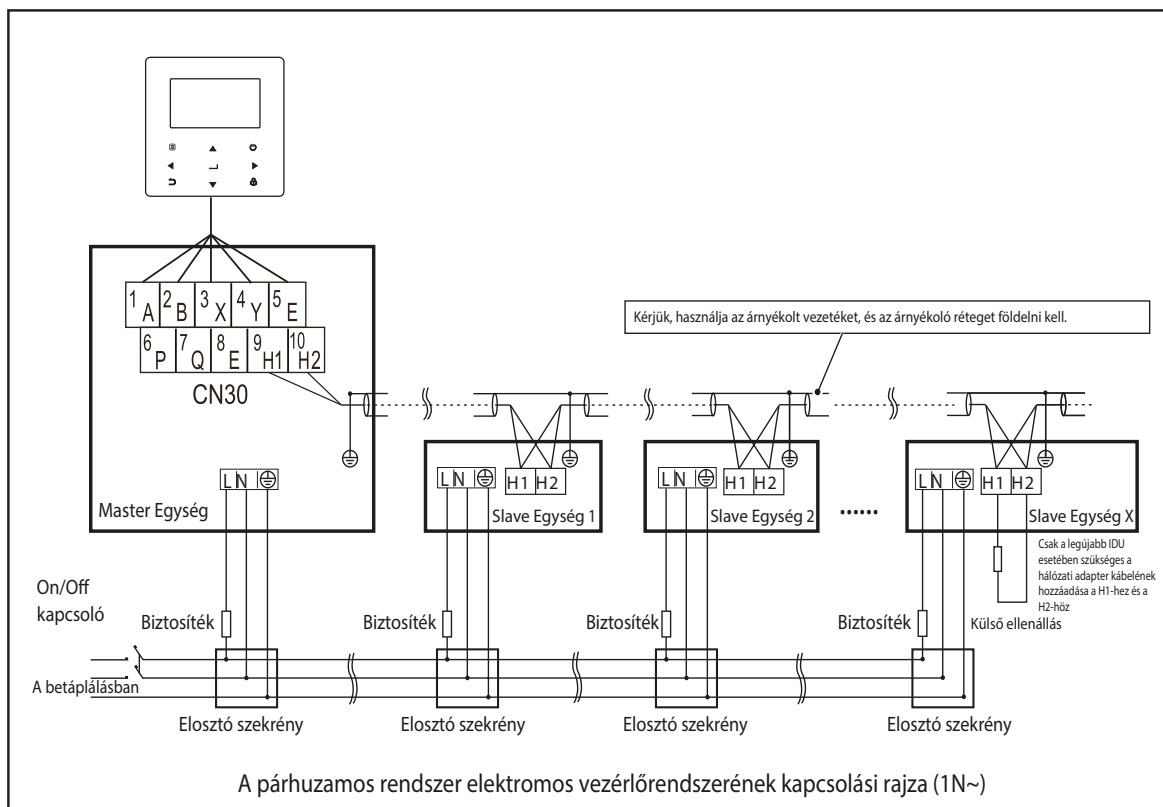 1 A 2 B 3 X 4 Y 5 E
6 P 7 Q 8 E 9 H1 10 H2
CN30
Kérjük, használja az árnyékolt vezetéket, és az árnyékoló réteget földelni kell.
L N
Master Egység
L N
H1 H2
Slave Egység 1
L N
H1 H2
Slave Egység 2
......
L N
H1 H2
Slave Egység X
Csak a legújabb IDU
esetében szükséges a
hálózati adapter kábelének
hozzáadása a H1-hez és a
H2-höz
Külső ellenállás
On/Off
kapcsoló
Biztosíték
Biztosíték
Biztosíték
Biztosíték
A betáplálásban
Elosztó szekrény
Elosztó szekrény
Elosztó szekrény
Elosztó szekrény
A párhuzamos rendszer elektromos vezérlőrendszerének kapcsolási rajza (1N~)